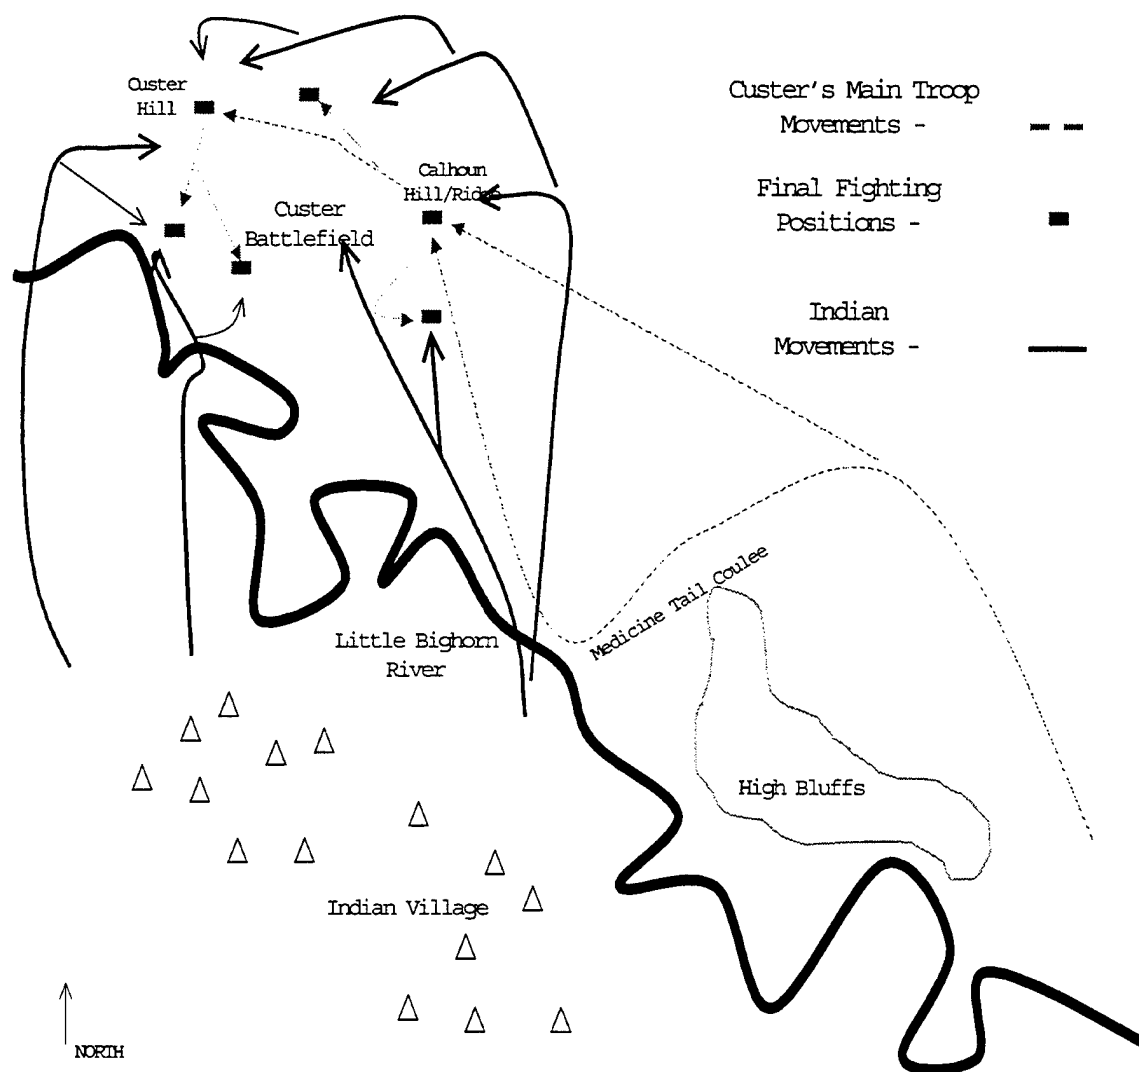 Custer's Main Troop
Movements -
Final Fighting
Positions -
Indian
Movements -
Custer
Hill
Calhoun
Hill/Ridge
Custer
Battlefield
Medicine Tail Coulee
Little Bighorn
River
High Bluffs
Indian Village
NORTH